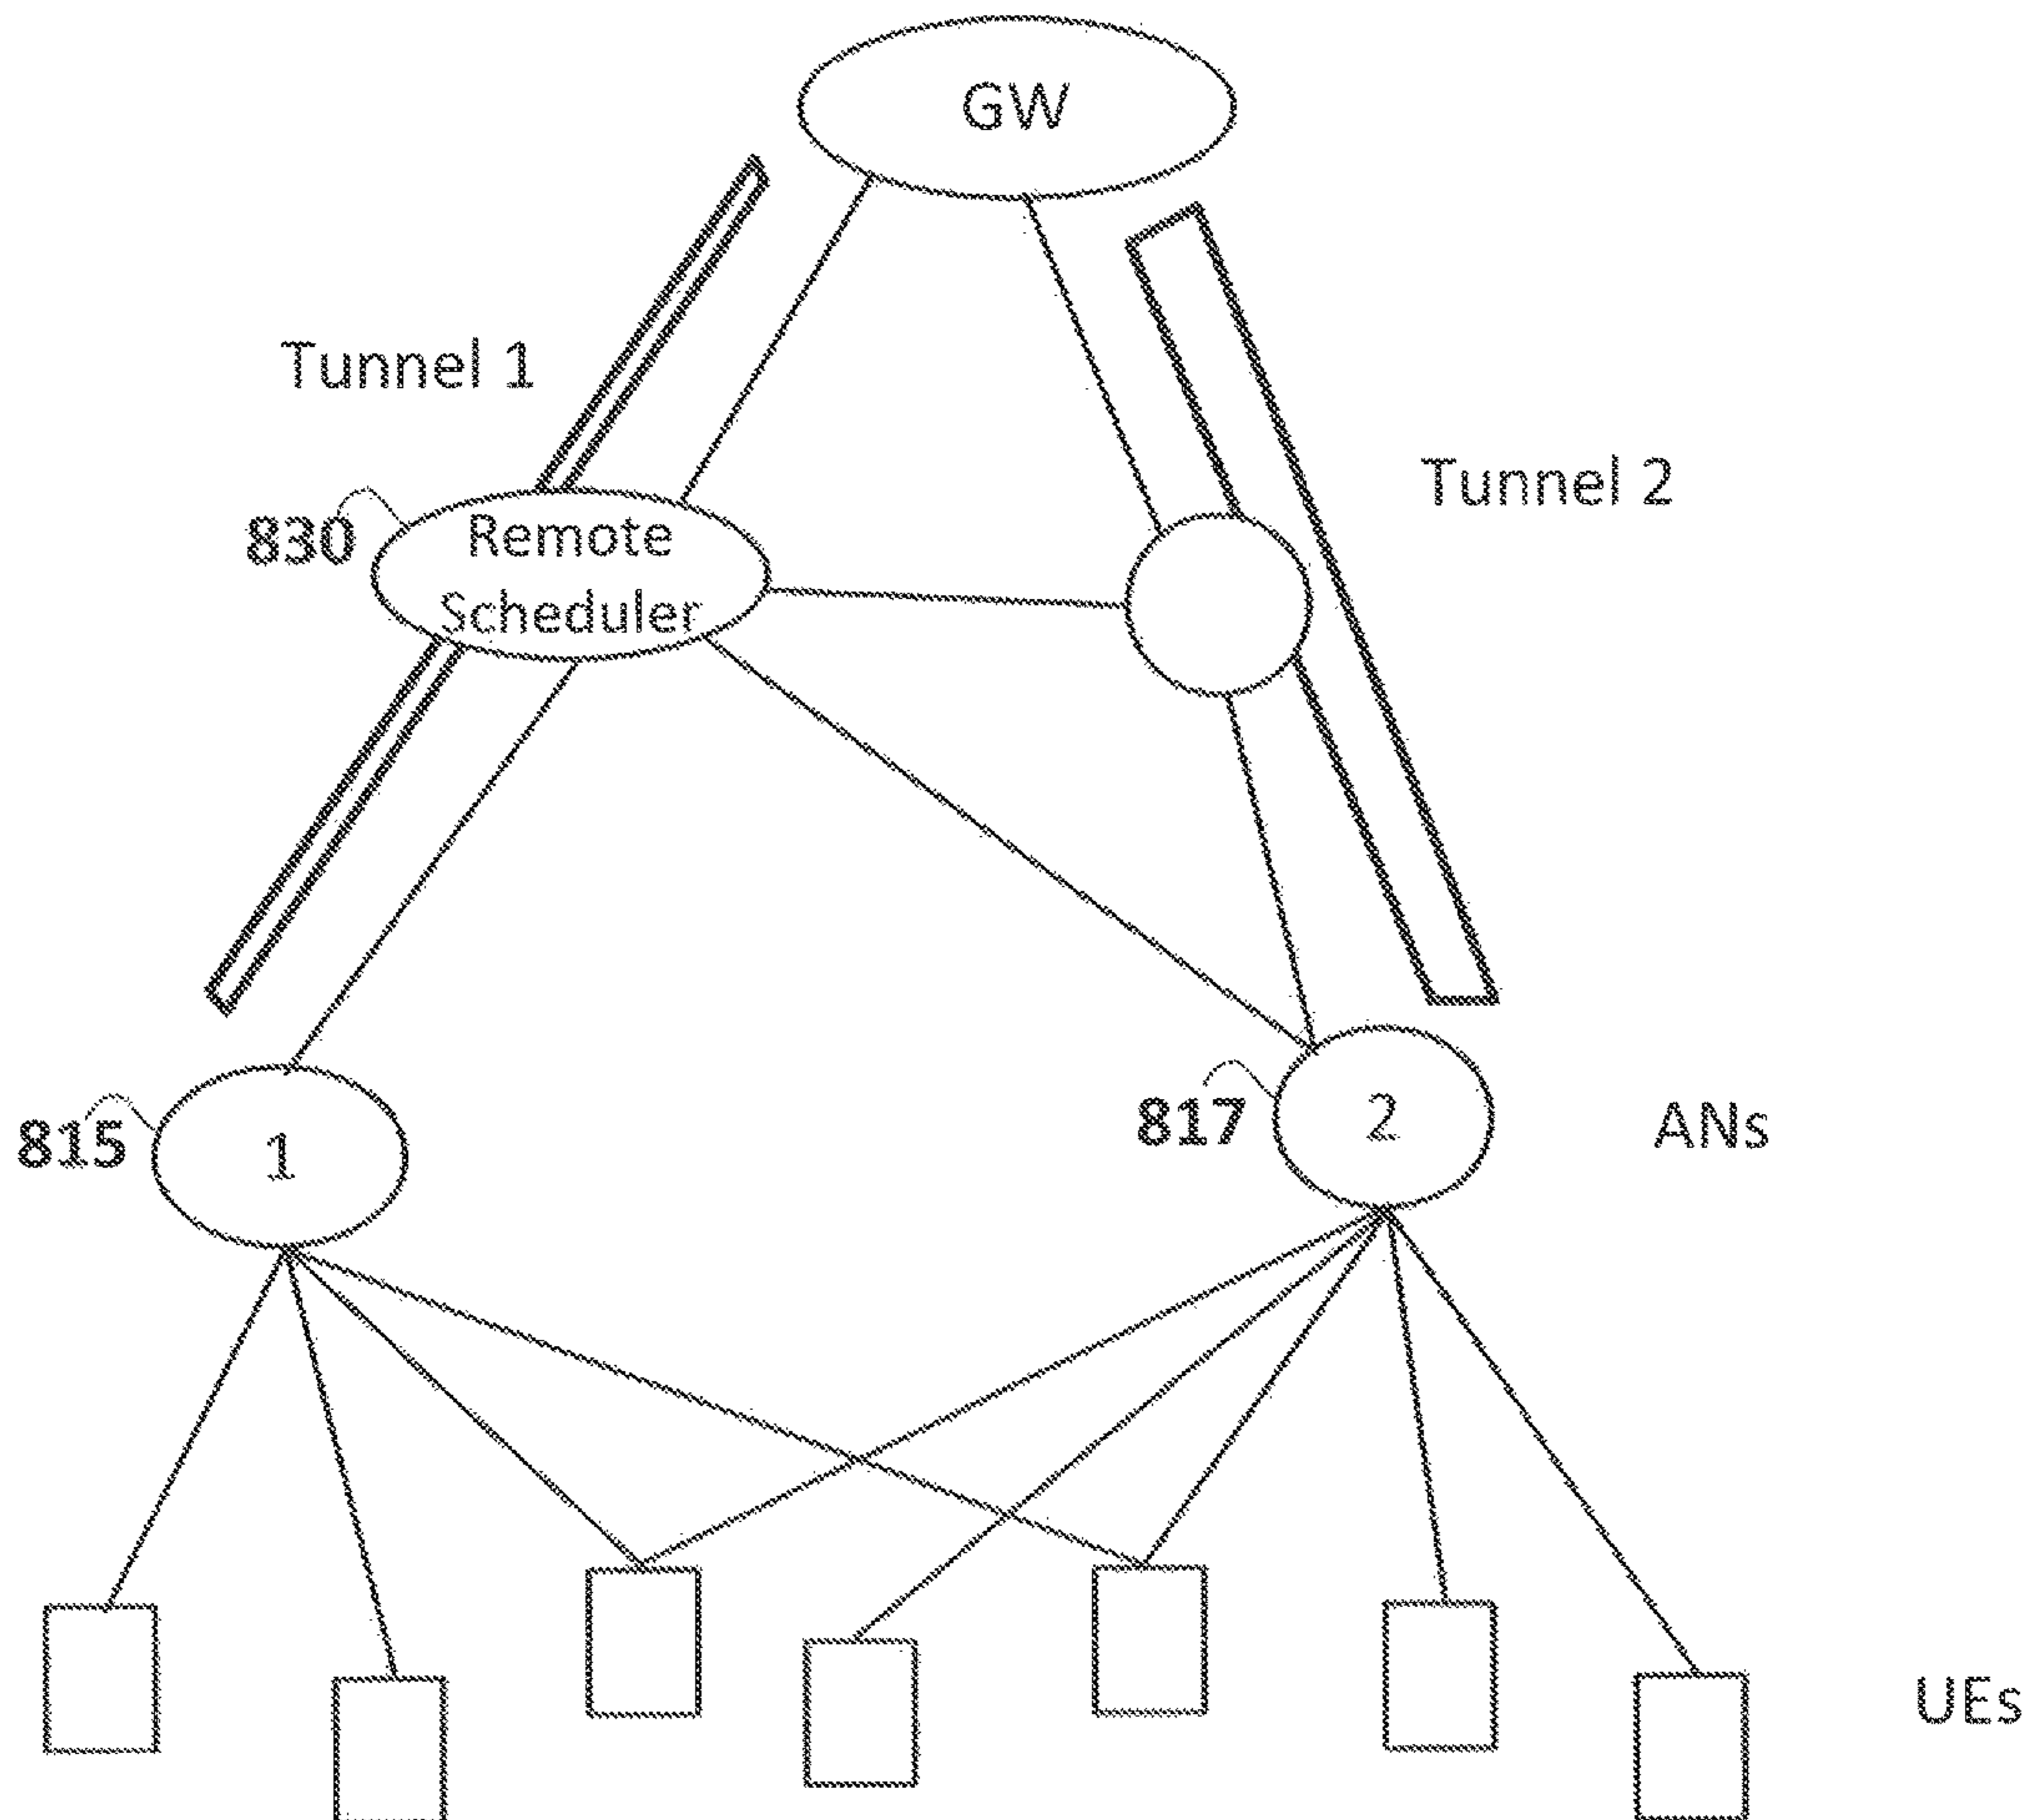 GW
Tunnel 1
Tunnel 2
830
Remote
Scheduler
815
1
817
2
ANs
UEs